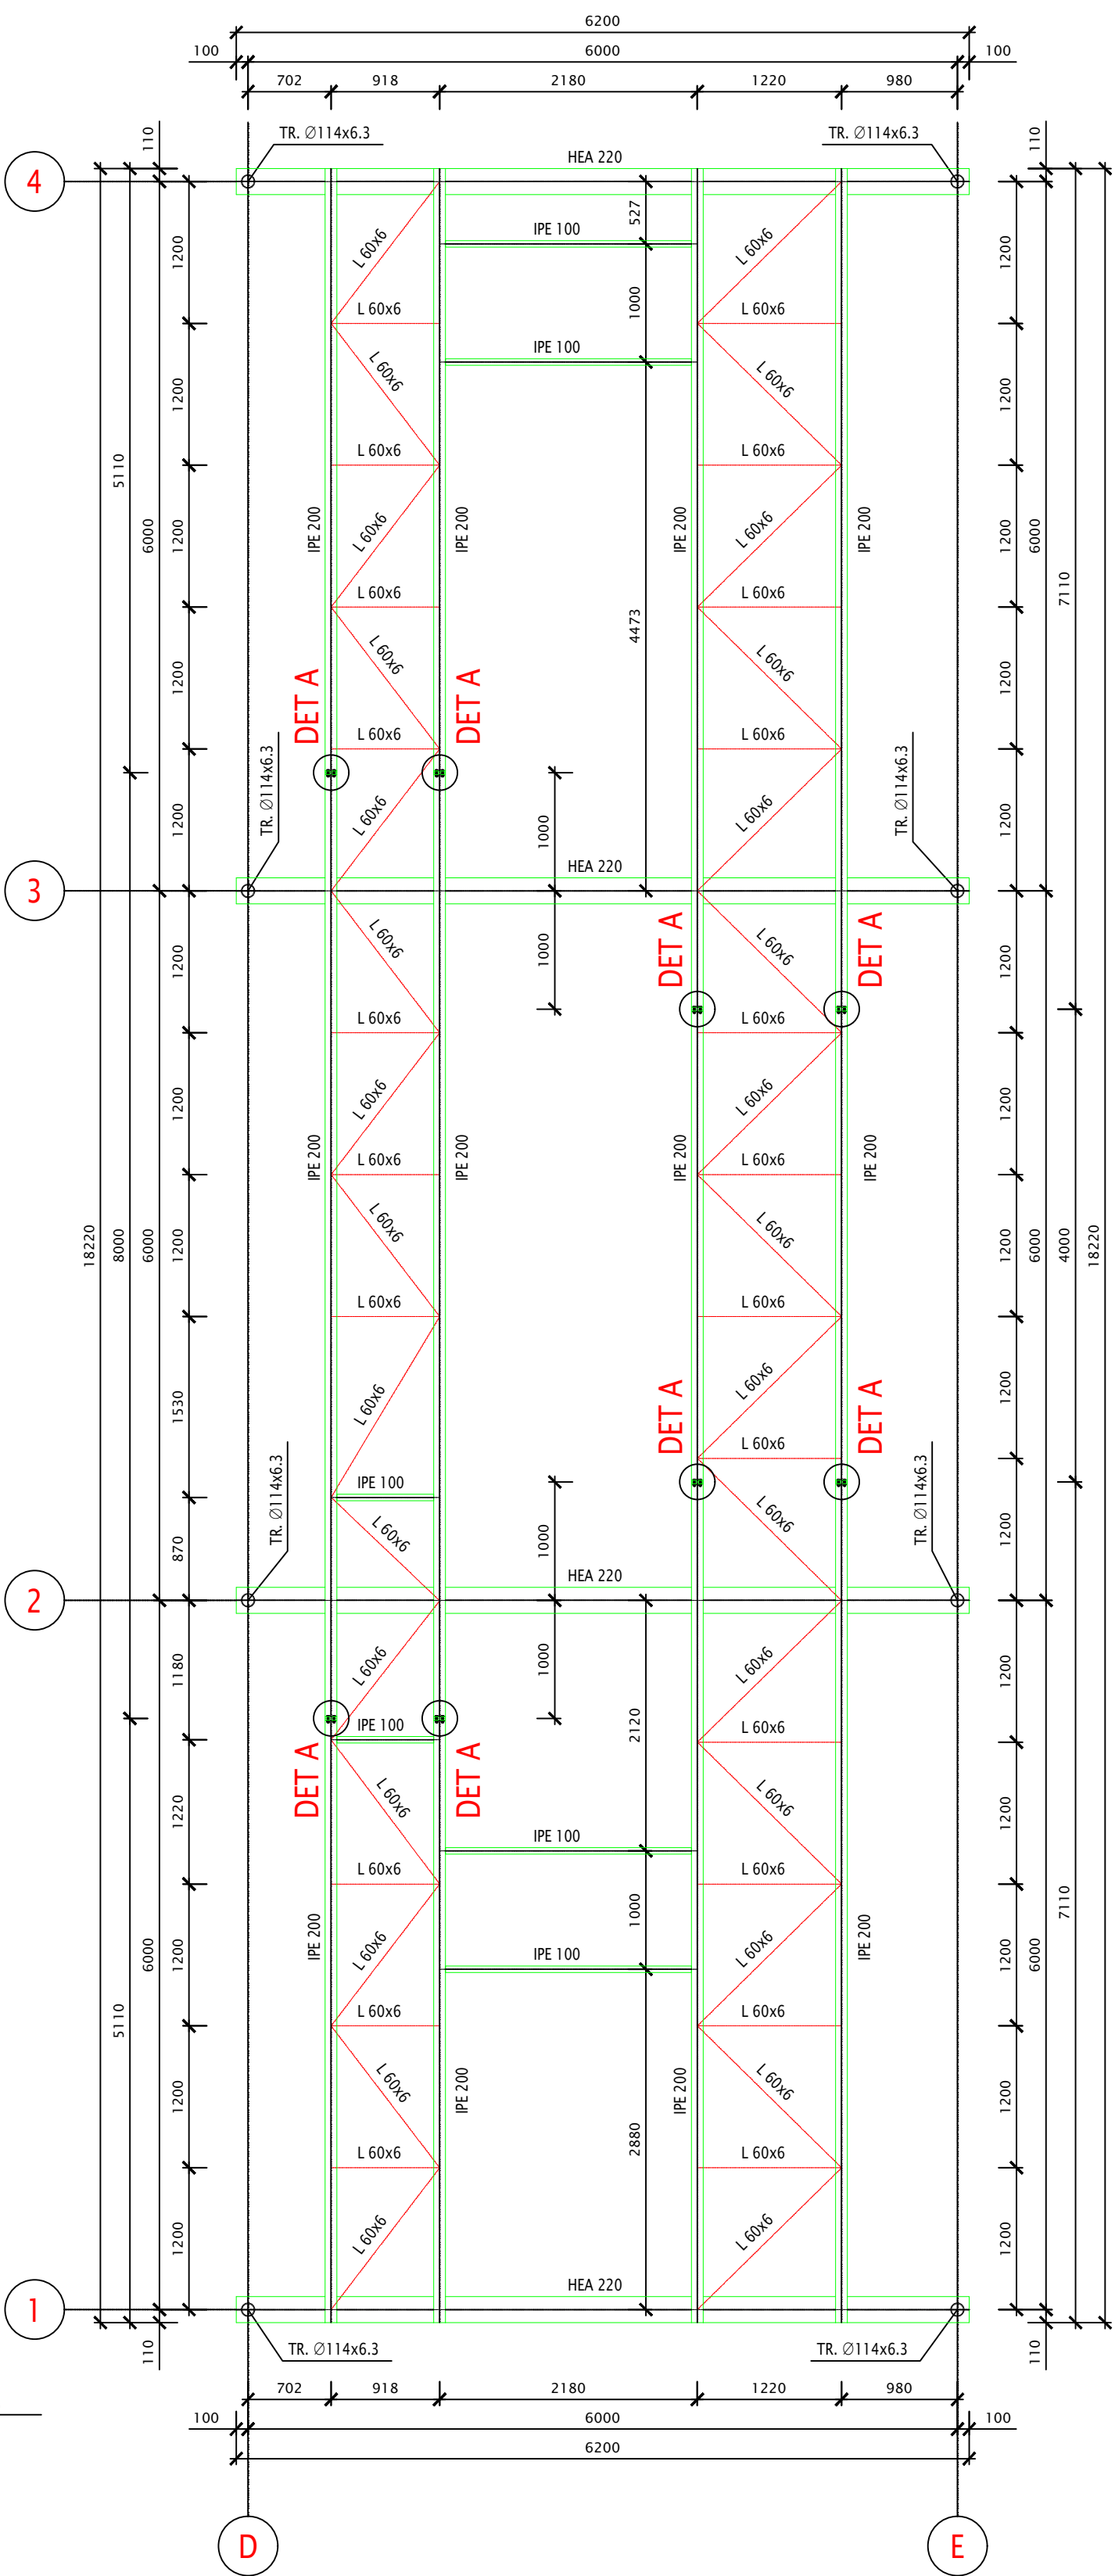 6200
100 6000 100
702 918 2180 1220 980
TR. Ø114x6.3 TR. Ø114x6.3
110 110
HEA 220
4
527
IPE 100
L 60x6 L 60x6
1200 1200
L 60x6 L 60x6
1000
IPE 100
L 60x6 L 60x6
1200 1200
5110
L 60x6 L 60x6
6000 1200 IPE 200 L 60x6 IPE 200 IPE 200 L 60x6 IPE 200 1200 6000
7110
L 60x6 L 60x6
4473
1200 L 60x6 L 60x6 1200
DET A DET A
L 60x6 L 60x6
TR. Ø114x6.3 TR. Ø114x6.3
1200 L 60x6 L 60x6 1200
1000
HEA 220
3
DET A DET A
1200 L 60x6 1000 L 60x6 1200
L 60x6 L 60x6
1200 L 60x6 L 60x6 1200
IPE 200 IPE 200 IPE 200 IPE 200
L 60x6 L 60x6
L 60x6 L 60x6
18220 8000 6000 1200 1200 6000 4000 18220
L 60x6 L 60x6
1530 L 60x6 L 60x6 1200
DET A DET A
L 60x6
IPE 100
TR. Ø114x6.3 TR. Ø114x6.3
870 L 60x6 1000 L 60x6 1200
HEA 220
2
1180 L 60x6 1000 L 60x6 1200
2120
IPE 100 L 60x6
DET A DET A
1220 L 60x6 L 60x6 1200
IPE 100
L 60x6 L 60x6
1000
7110
6000 1200 IPE 200 L 60x6 L 60x6 IPE 200 1200 6000
IPE 100
L 60x6 L 60x6
5110
1200 L 60x6 IPE 200 IPE 200 L 60x6 1200
2880
L 60x6 L 60x6
1200 L 60x6 L 60x6 1200
HEA 220
1
110 110
TR. Ø114x6.3 TR. Ø114x6.3
702 918 2180 1220 980
100 6000 100
6200
D E